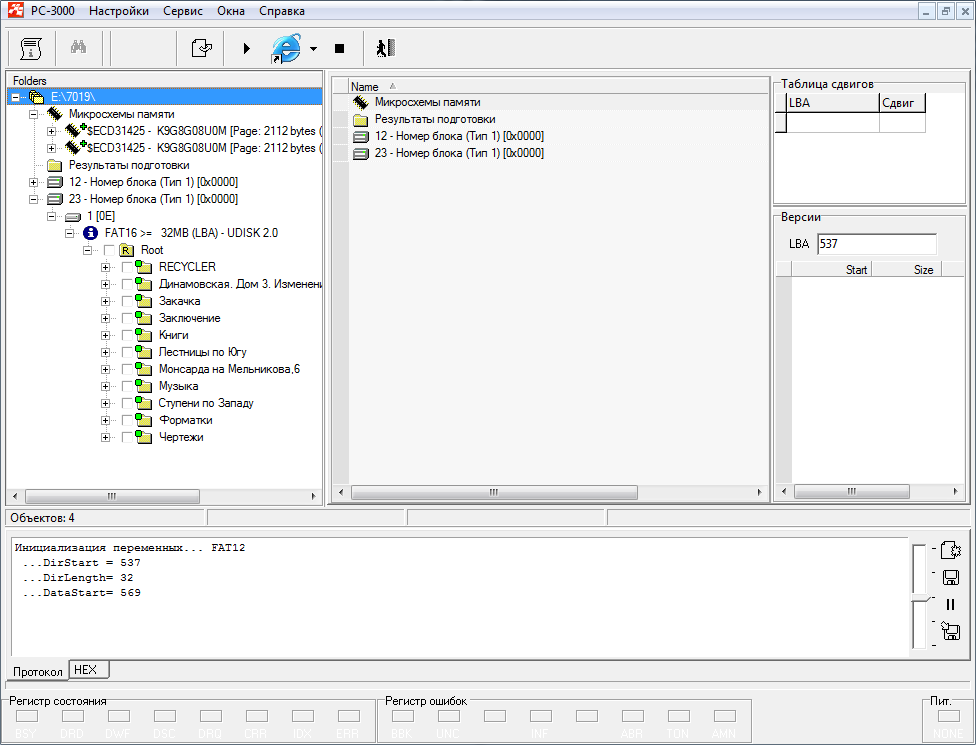 PC-3000 Настройки Сервис Окна Справка
Folders
E:\7019\
Микросхемы памяти
$ECD31425 - K9G8G08U0M [Page: 2112 bytes (
$ECD31425 - K9G8G08U0M [Page: 2112 bytes (
Результаты подготовки
12 - Номер блока (Тип 1) [0x0000]
23 - Номер блока (Тип 1) [0x0000]
1 [0E]
FAT16 >= 32MB (LBA) - UDISK 2.0
R Root
RECYCLER
Динамовская. Дом 3. Изменени
Закачка
Заключение
Книги
Лестницы по Югу
Монсарда на Мельникова,6
Музыка
Ступени по Западу
Форматки
Чертежи
Name
Микросхемы памяти
Результаты подготовки
12 - Номер блока (Тип 1) [0x0000]
23 - Номер блока (Тип 1) [0x0000]
Таблица сдвигов
LBA Сдвиг
Версии
LBA 537
Start Size
Объектов: 4
Инициализация переменных... FAT12
...DirStart = 537
...DirLength= 32
...DataStart= 569
Протокол HEX
Регистр состояния
BSY DRD DWF DSC DRQ CRR IDX ERR
Регистр ошибок
BBK UNC INF ABR TON AMN
Пит.
NONE